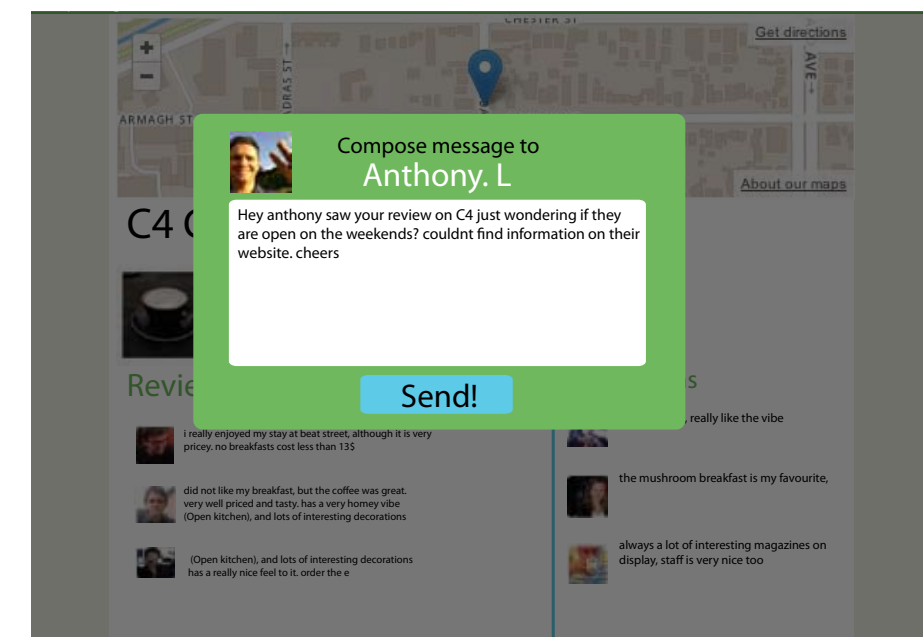 CHESTER ST
Get directions
+
-
DRAS ST
AVE
ARMAGH ST
About our maps
Compose message to
Anthony. L
Hey anthony saw your review on C4 just wondering if they
are open on the weekends? couldnt find information on their
website. cheers
Send!
C4
i really enjoyed my stay at beat street, although it is very
pricey. no breakfasts cost less than 13$
did not like my breakfast, but the coffee was great.
very well priced and tasty. has a very homey vibe
(Open kitchen), and lots of interesting decorations
(Open kitchen), and lots of interesting decorations
has a really nice feel to it. order the e
, really like the vibe
the mushroom breakfast is my favourite,
always a lot of interesting magazines on
display, staff is very nice too